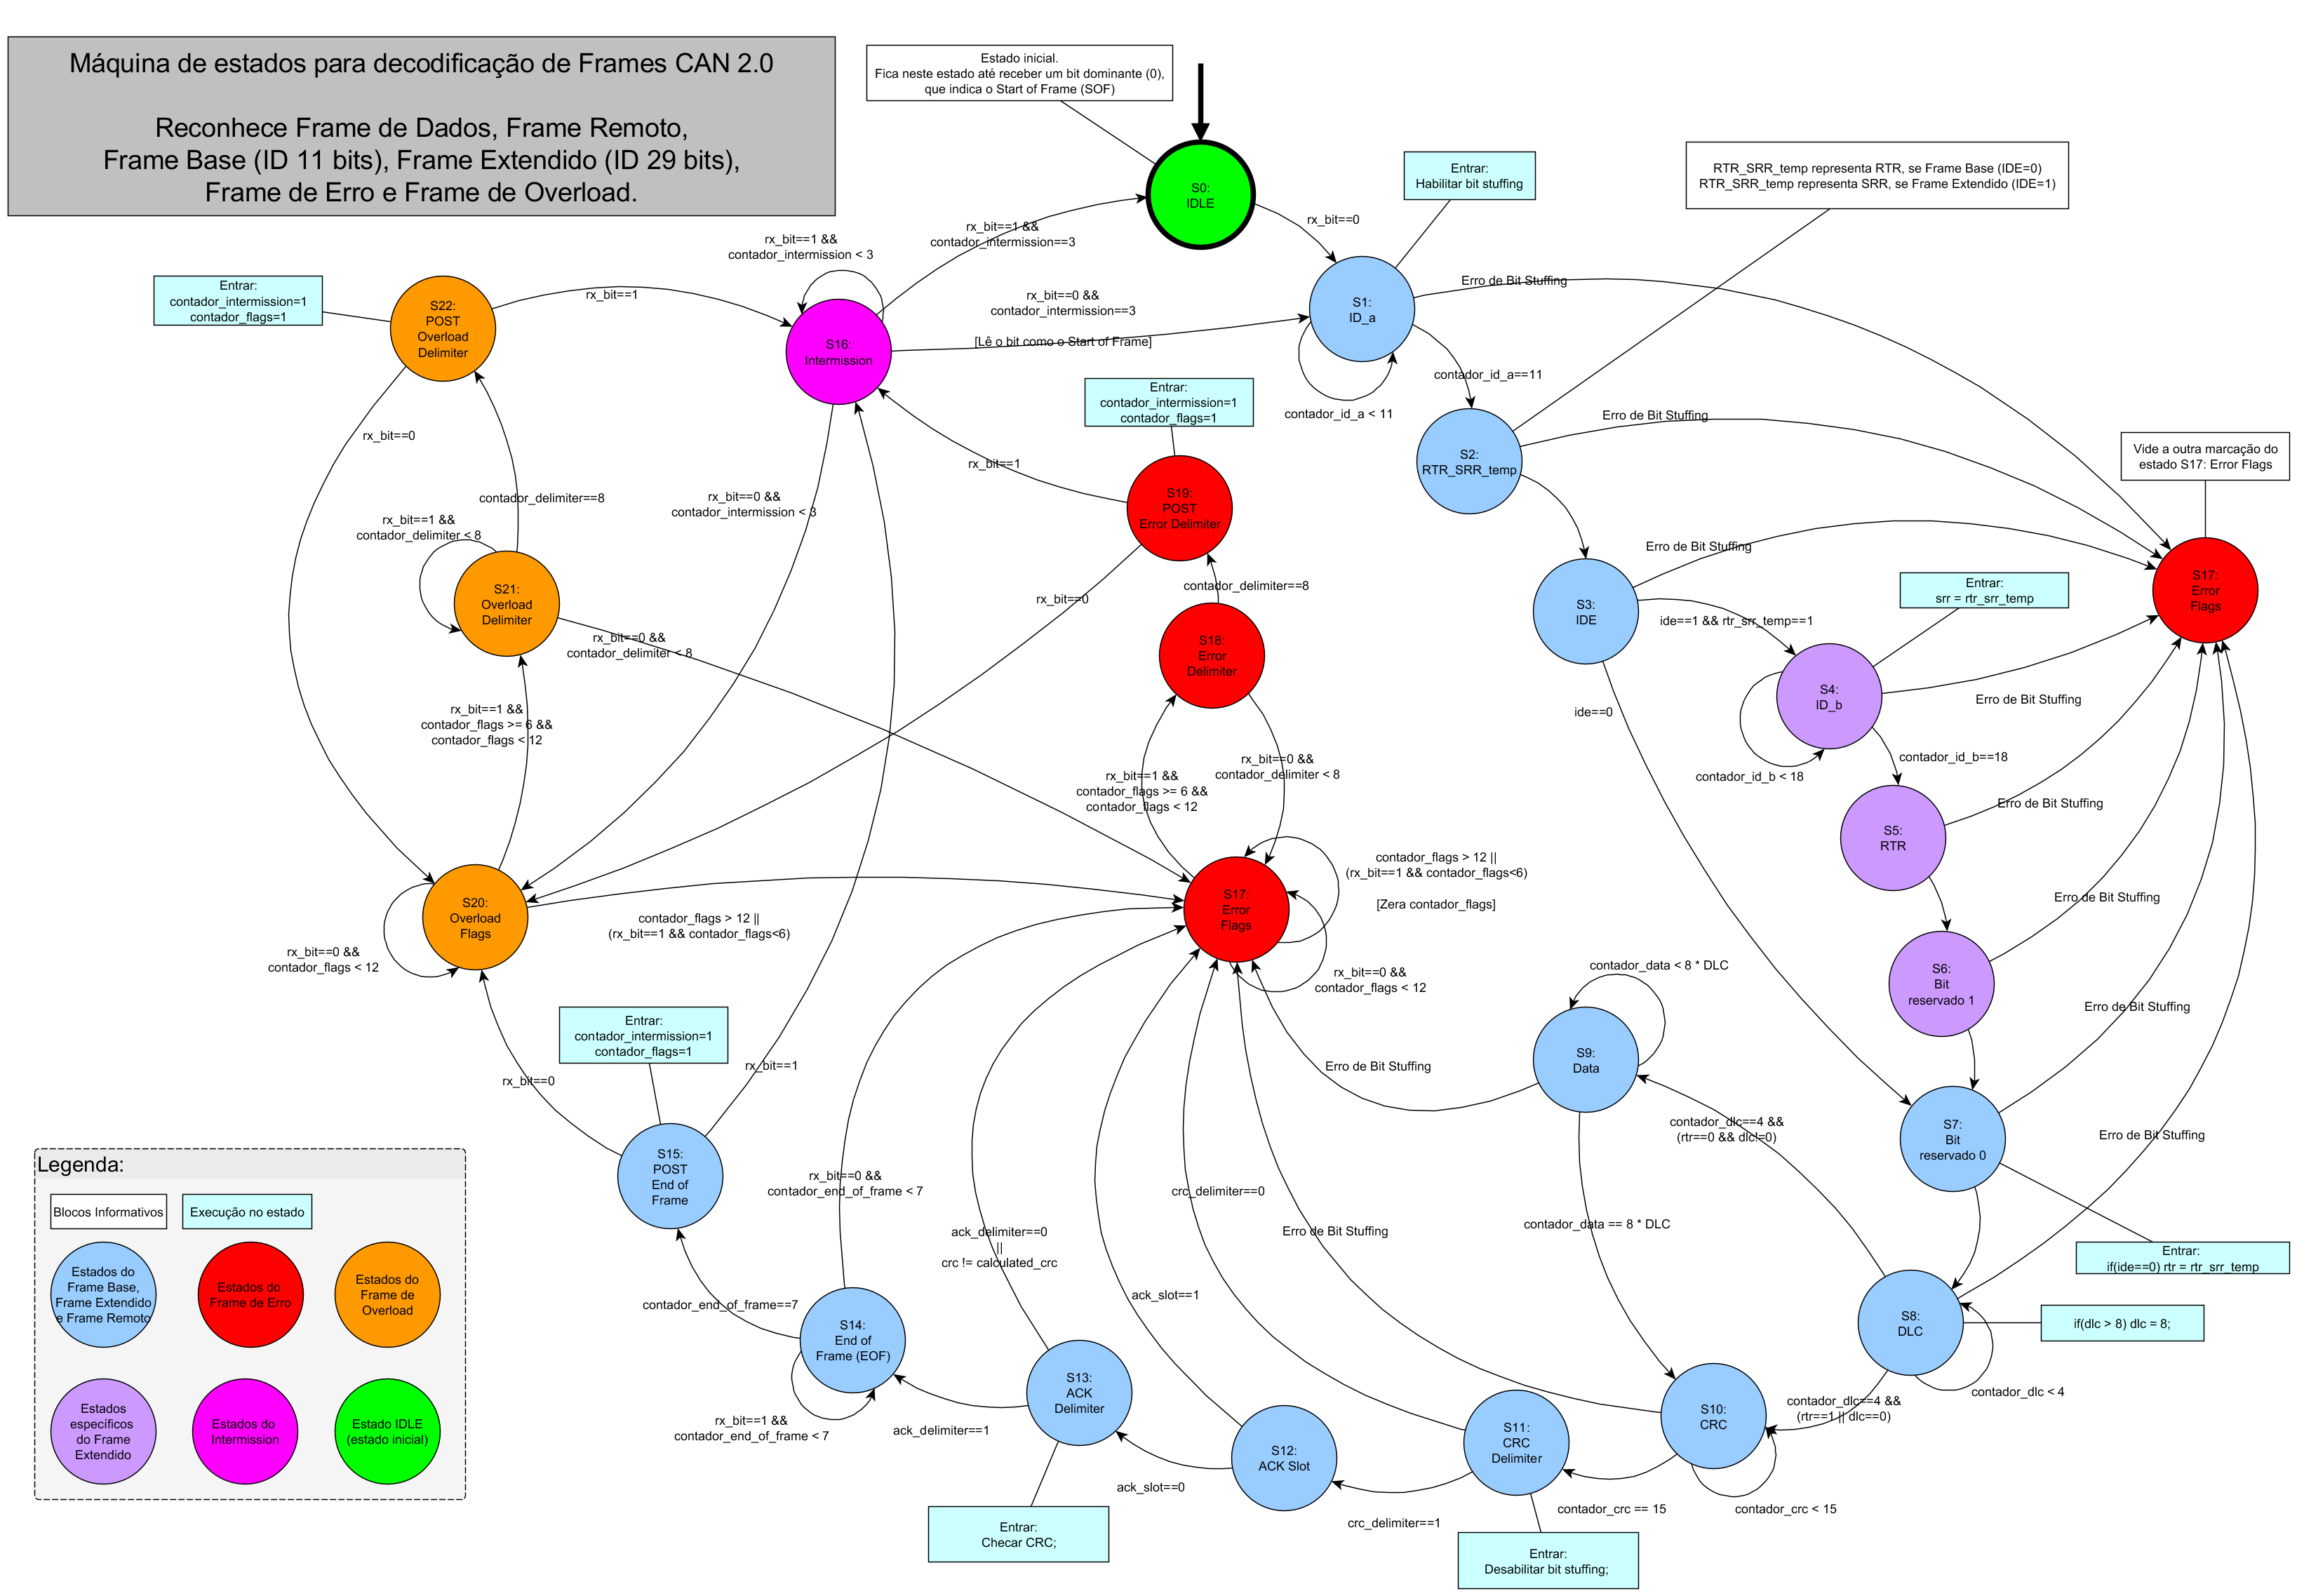 Máquina de estados para decodificação de Frames CAN 2.0
Reconhece Frame de Dados, Frame Remoto,
Frame Base (ID 11 bits), Frame Extendido (ID 29 bits),
Frame de Erro e Frame de Overload.
Estado inicial.
Fica neste estado até receber um bit dominante (0),
que indica o Start of Frame (SOF)
S0:
IDLE
rx_bit==0
Entrar:
Habilitar bit stuffing
RTR_SRR_temp representa RTR, se Frame Base (IDE=0)
RTR_SRR_temp representa SRR, se Frame Extendido (IDE=1)
rx_bit==1 &&
contador_intermission < 3
rx_bit==1 &&
contador_intermission==3
Entrar:
contador_intermission=1
contador_flags=1
S22:
POST
Overload
Delimiter
rx_bit==1
S16:
Intermission
rx_bit==0 &&
contador_intermission==3
[Lê o bit como o Start of Frame]
S1:
ID_a
Erro de Bit Stuffing
contador_id_a==11
contador_id_a < 11
Entrar:
contador_intermission=1
contador_flags=1
rx_bit==0
rx_bit==1
S2:
RTR_SRR_temp
Erro de Bit Stuffing
Vide a outra marcação do
estado S17: Error Flags
contador_delimiter==8
rx_bit==1 &&
contador_delimiter < 8
rx_bit==0 &&
contador_intermission < 3
S19:
POST
Error Delimiter
Erro de Bit Stuffing
S21:
Overload
Delimiter
rx_bit==0
contador_delimiter==8
S3:
IDE
ide==1 && rtr_srr_temp==1
Entrar:
srr = rtr_srr_temp
S17:
Error
Flags
rx_bit==0 &&
contador_delimiter < 8
S18:
Error
Delimiter
S4:
ID_b
Erro de Bit Stuffing
ide==0
rx_bit==1 &&
contador_flags >= 6 &&
contador_flags < 12
rx_bit==0 &&
contador_delimiter < 8
rx_bit==1 &&
contador_flags >= 6 &&
contador_flags < 12
contador_id_b==18
contador_id_b < 18
Erro de Bit Stuffing
S5:
RTR
contador_flags > 12 ||
(rx_bit==1 && contador_flags<6)
[Zera contador_flags]
S20:
Overload
Flags
contador_flags > 12 ||
(rx_bit==1 && contador_flags<6)
S17:
Error
Flags
Erro de Bit Stuffing
rx_bit==0 &&
contador_flags < 12
rx_bit==0 &&
contador_flags < 12
contador_data < 8 * DLC
S6:
Bit
reservado 1
Erro de Bit Stuffing
Entrar:
contador_intermission=1
contador_flags=1
rx_bit==0
rx_bit==1
Erro de Bit Stuffing
S9:
Data
contador_dlc==4 &&
(rtr==0 && dlc!=0)
S7:
Bit
reservado 0
Erro de Bit Stuffing
S15:
POST
End of
Frame
rx_bit==0 &&
contador_end_of_frame < 7
crc_delimiter==0
ack_delimiter==0
||
crc != calculated_crc
Erro de Bit Stuffing
contador_data == 8 * DLC
Entrar:
if(ide==0) rtr = rtr_srr_temp
contador_end_of_frame==7
ack_slot==1
S8:
DLC
if(dlc > 8) dlc = 8;
S14:
End of
Frame (EOF)
S13:
ACK
Delimiter
contador_dlc < 4
contador_dlc==4 &&
(rtr==1 || dlc==0)
rx_bit==1 &&
contador_end_of_frame < 7
ack_delimiter==1
S12:
ACK Slot
S11:
CRC
Delimiter
S10:
CRC
ack_slot==0
crc_delimiter==1
contador_crc == 15
contador_crc < 15
Entrar:
Checar CRC;
Entrar:
Desabilitar bit stuffing;
Legenda:
Blocos Informativos
Execução no estado
Estados do
Frame Base,
Frame Extendido
e Frame Remoto
Estados do
Frame de Erro
Estados do
Frame de
Overload
Estados
específicos
do Frame
Extendido
Estados do
Intermission
Estado IDLE
(estado inicial)